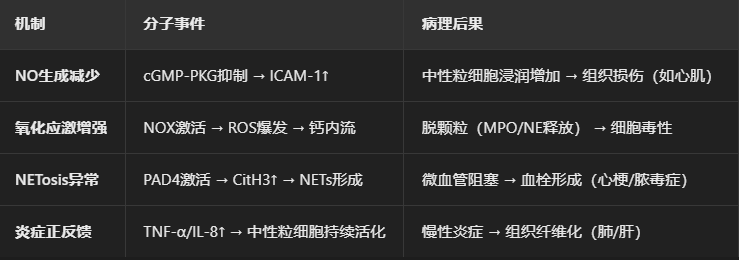 机制 分子事件 病理后果
NO生成减少 cGMP-PKG抑制 → ICAM-1↑ 中性粒细胞浸润增加 → 组织损伤（如心肌）
氧化应激增强 NOX激活 → ROS爆发 → 钙内流 脱颗粒（MPO/NE释放） → 细胞毒性
NETosis异常 PAD4激活 → CitH3↑ → NETs形成 微血管阻塞 → 血栓形成（心梗/脓毒症）
炎症正反馈 TNF-α/IL-8↑ → 中性粒细胞持续活化 慢性炎症 → 组织纤维化（肺/肝）